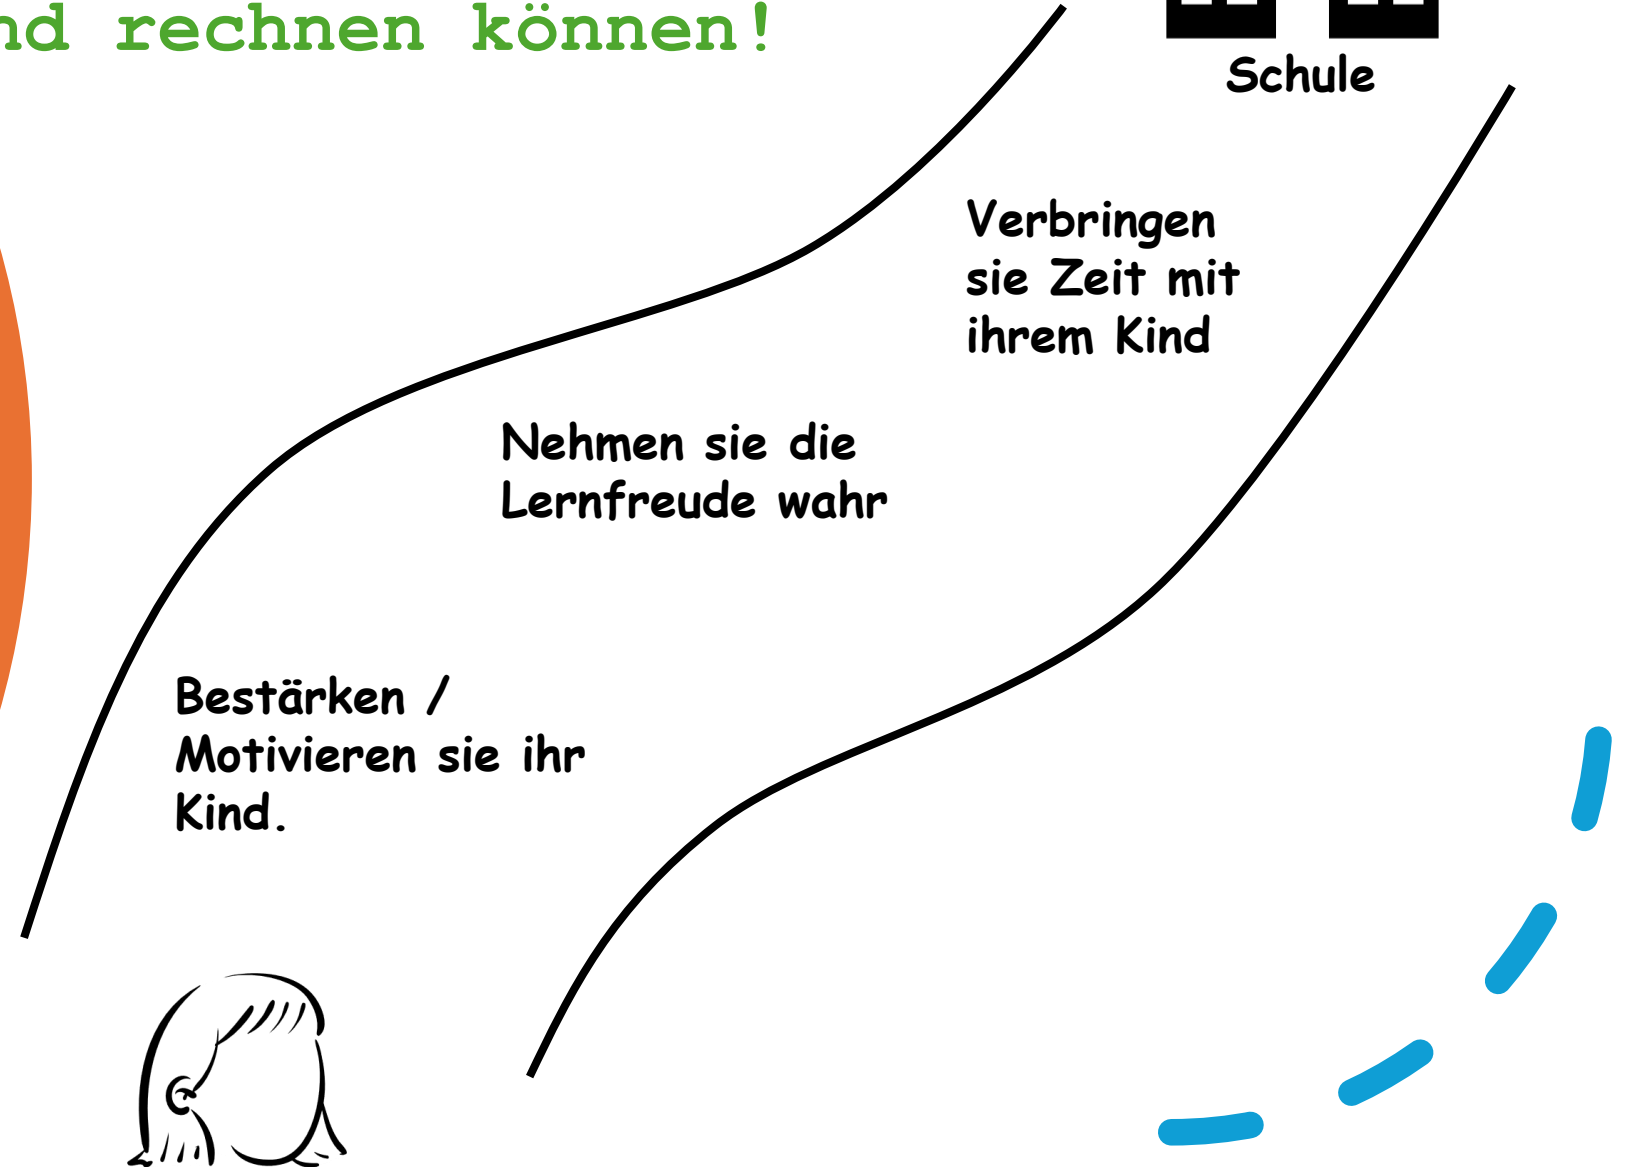 nd rechnen können!
Schule
Verbringen
sie Zeit mit
ihrem Kind
Nehmen sie die
Lernfreude wahr
Bestärken /
Motivieren sie ihr
Kind.